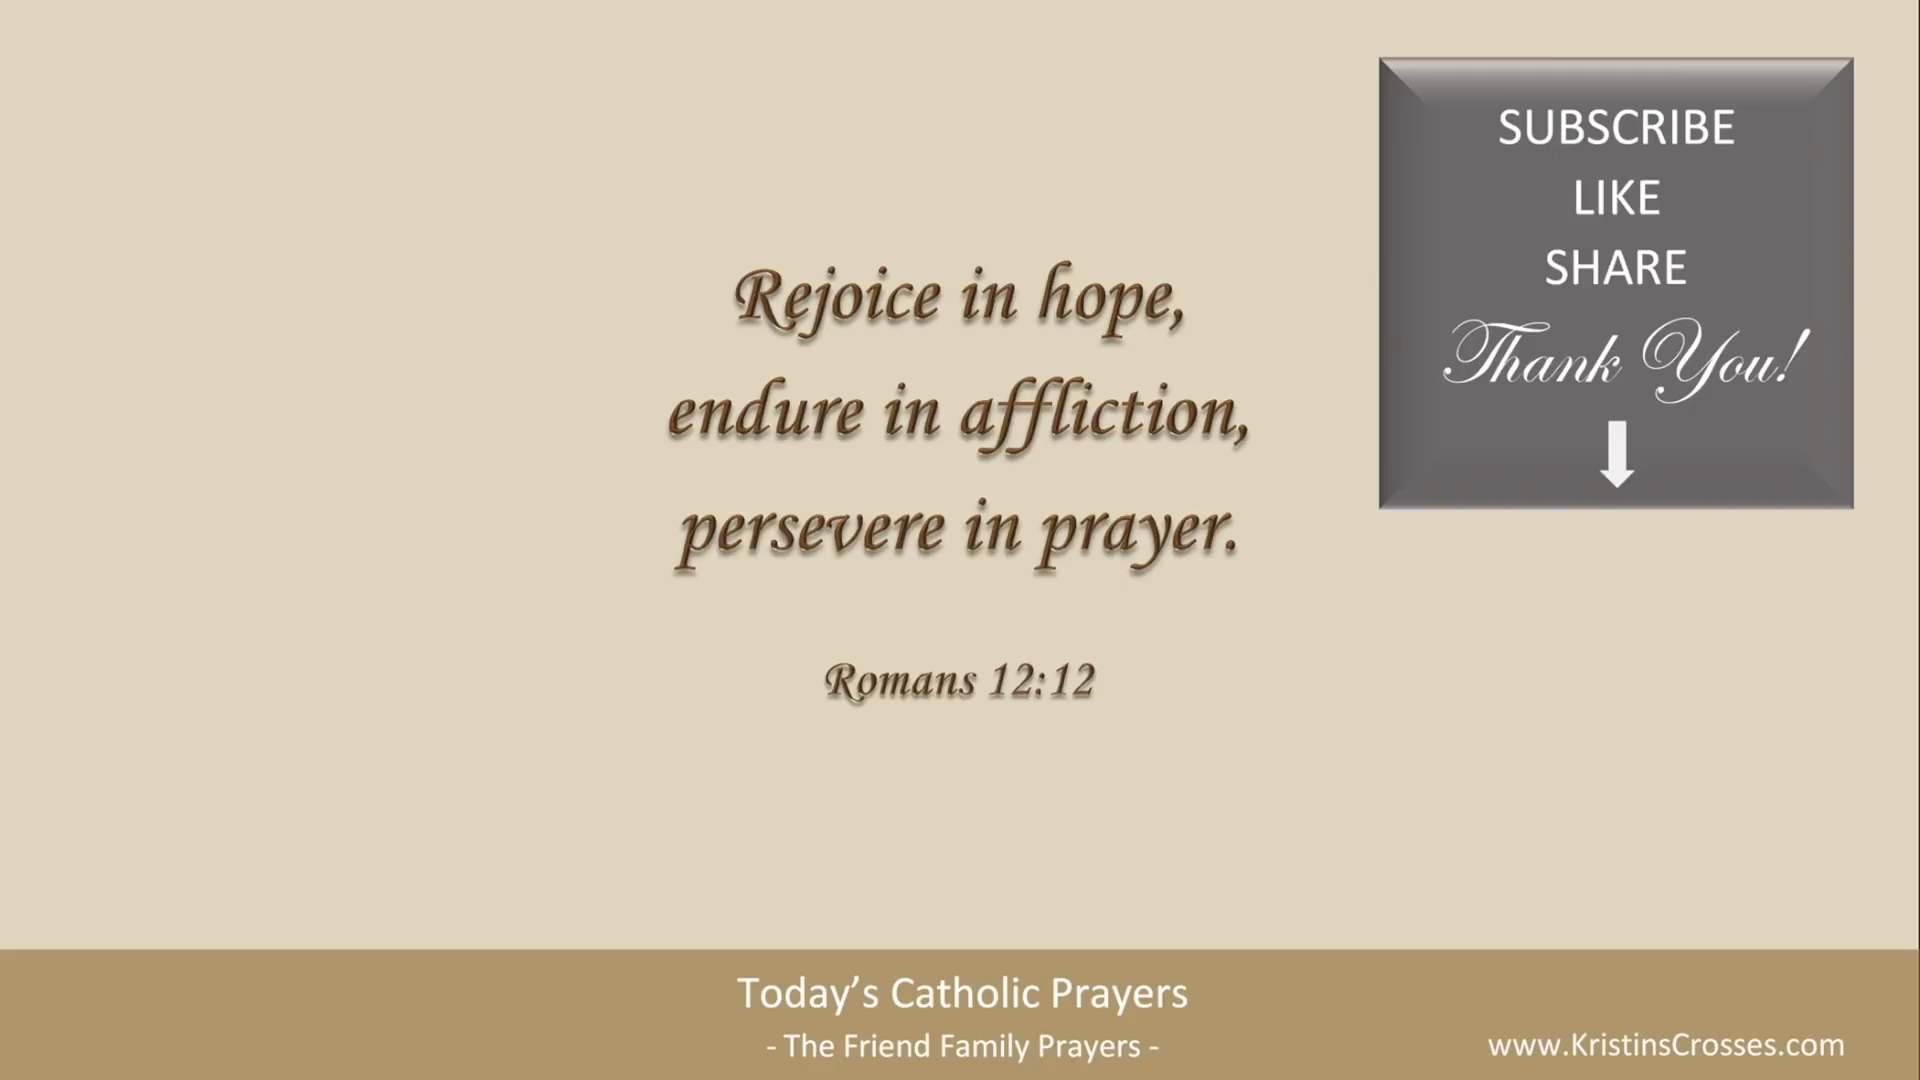 Rejoice in hope,
endure in affliction,
persevere in prayer.
Romans 12:12
SUBSCRIBE
LIKE
SHARE
Thank You!
Today’s Catholic Prayers
- The Friend Family Prayers -
www.KristinsCrosses.com